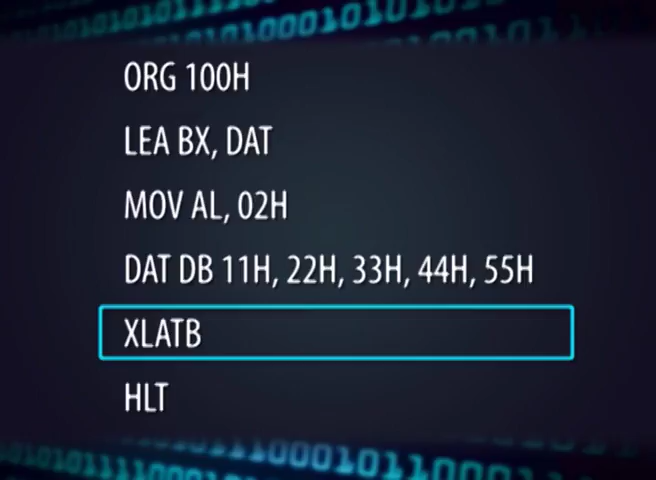 ORG 100H
LEA BX, DAT
MOV AL, 02H
DAT DB 11H, 22H, 33H, 44H, 55H
XLATB
HLT